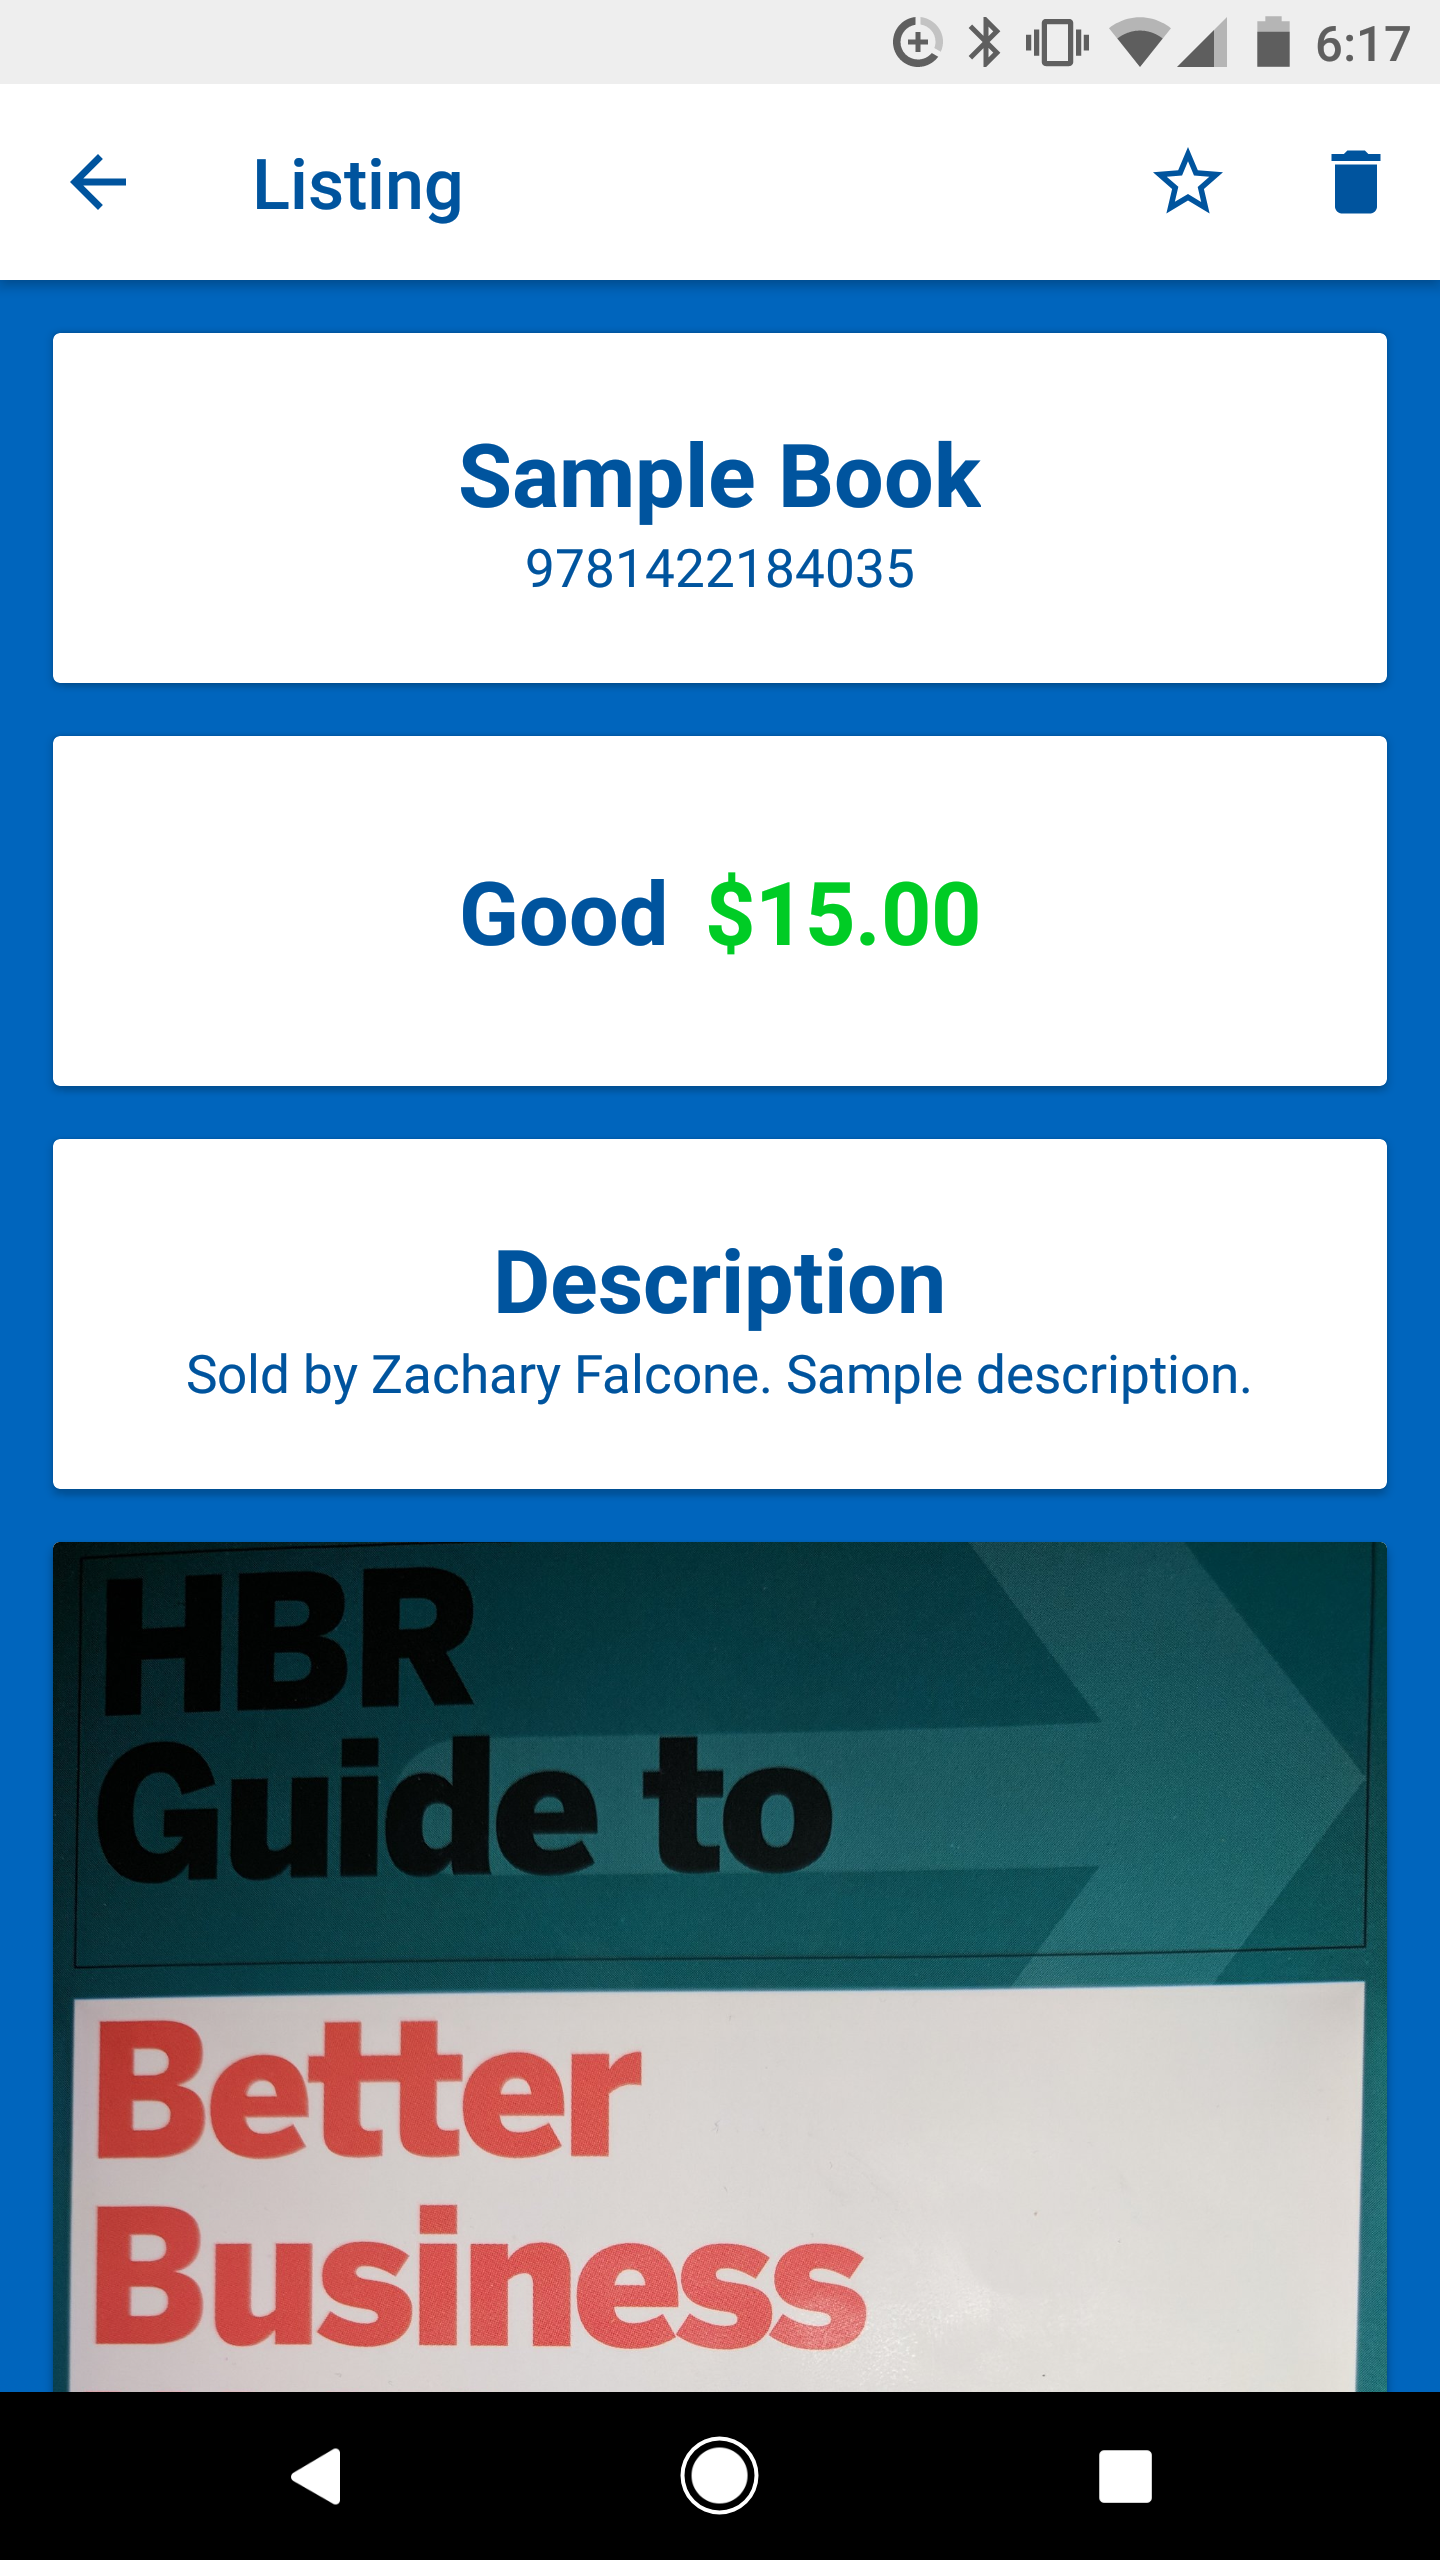 6:17
Listing
Sample Book
9781422184035
Good $15.00
Description
Sold by Zachary Falcone. Sample description.
HBR
Guide to
Better
Business